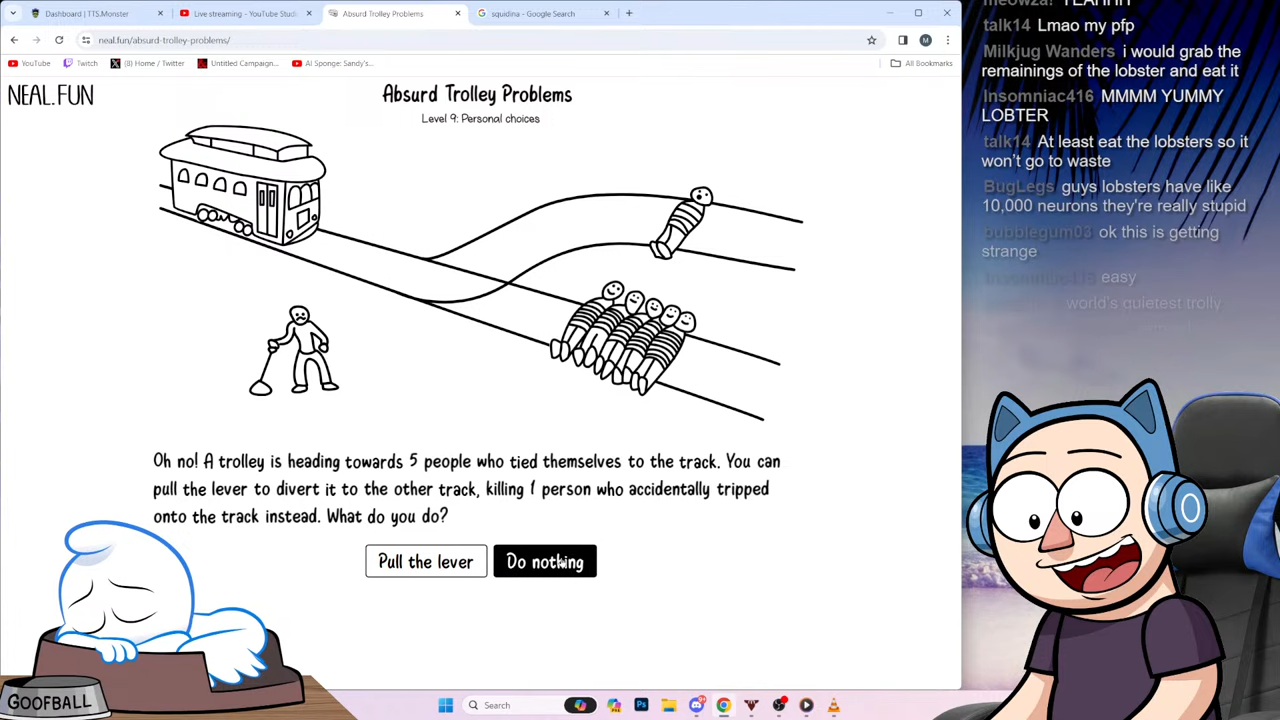 Dashboard | TTS.Monster
Live streaming - YouTube Studi
Absurd Trolley Problems
squidina - Google Search
neal.fun/absurd-trolley-problems/
YouTube
Twitch
(8) Home / Twitter
Untitled Campaign...
AI Sponge: Sandy's...
All Bookmarks
NEAL.FUN
Absurd Trolley Problems
Level 9: Personal choices
Oh no! A trolley is heading towards 5 people who tied themselves to the track. You can
pull the lever to divert it to the other track, killing 1 person who accidentally tripped
onto the track instead. What do you do?
Pull the lever
Do nothing
GOOFBALL
Search
meowza! YEAHHH
talk14 Lmao my pfp
Milkjug Wanders i would grab the
remainings of the lobster and eat it
Insomniac416 MMMM YUMMY
LOBTER
talk14 At least eat the lobsters so it
won't go to waste
BugLegs guys lobsters have like
10,000 neurons they're really stupid
bubblegum03 ok this is getting
strange
easy
world's quietest trolly